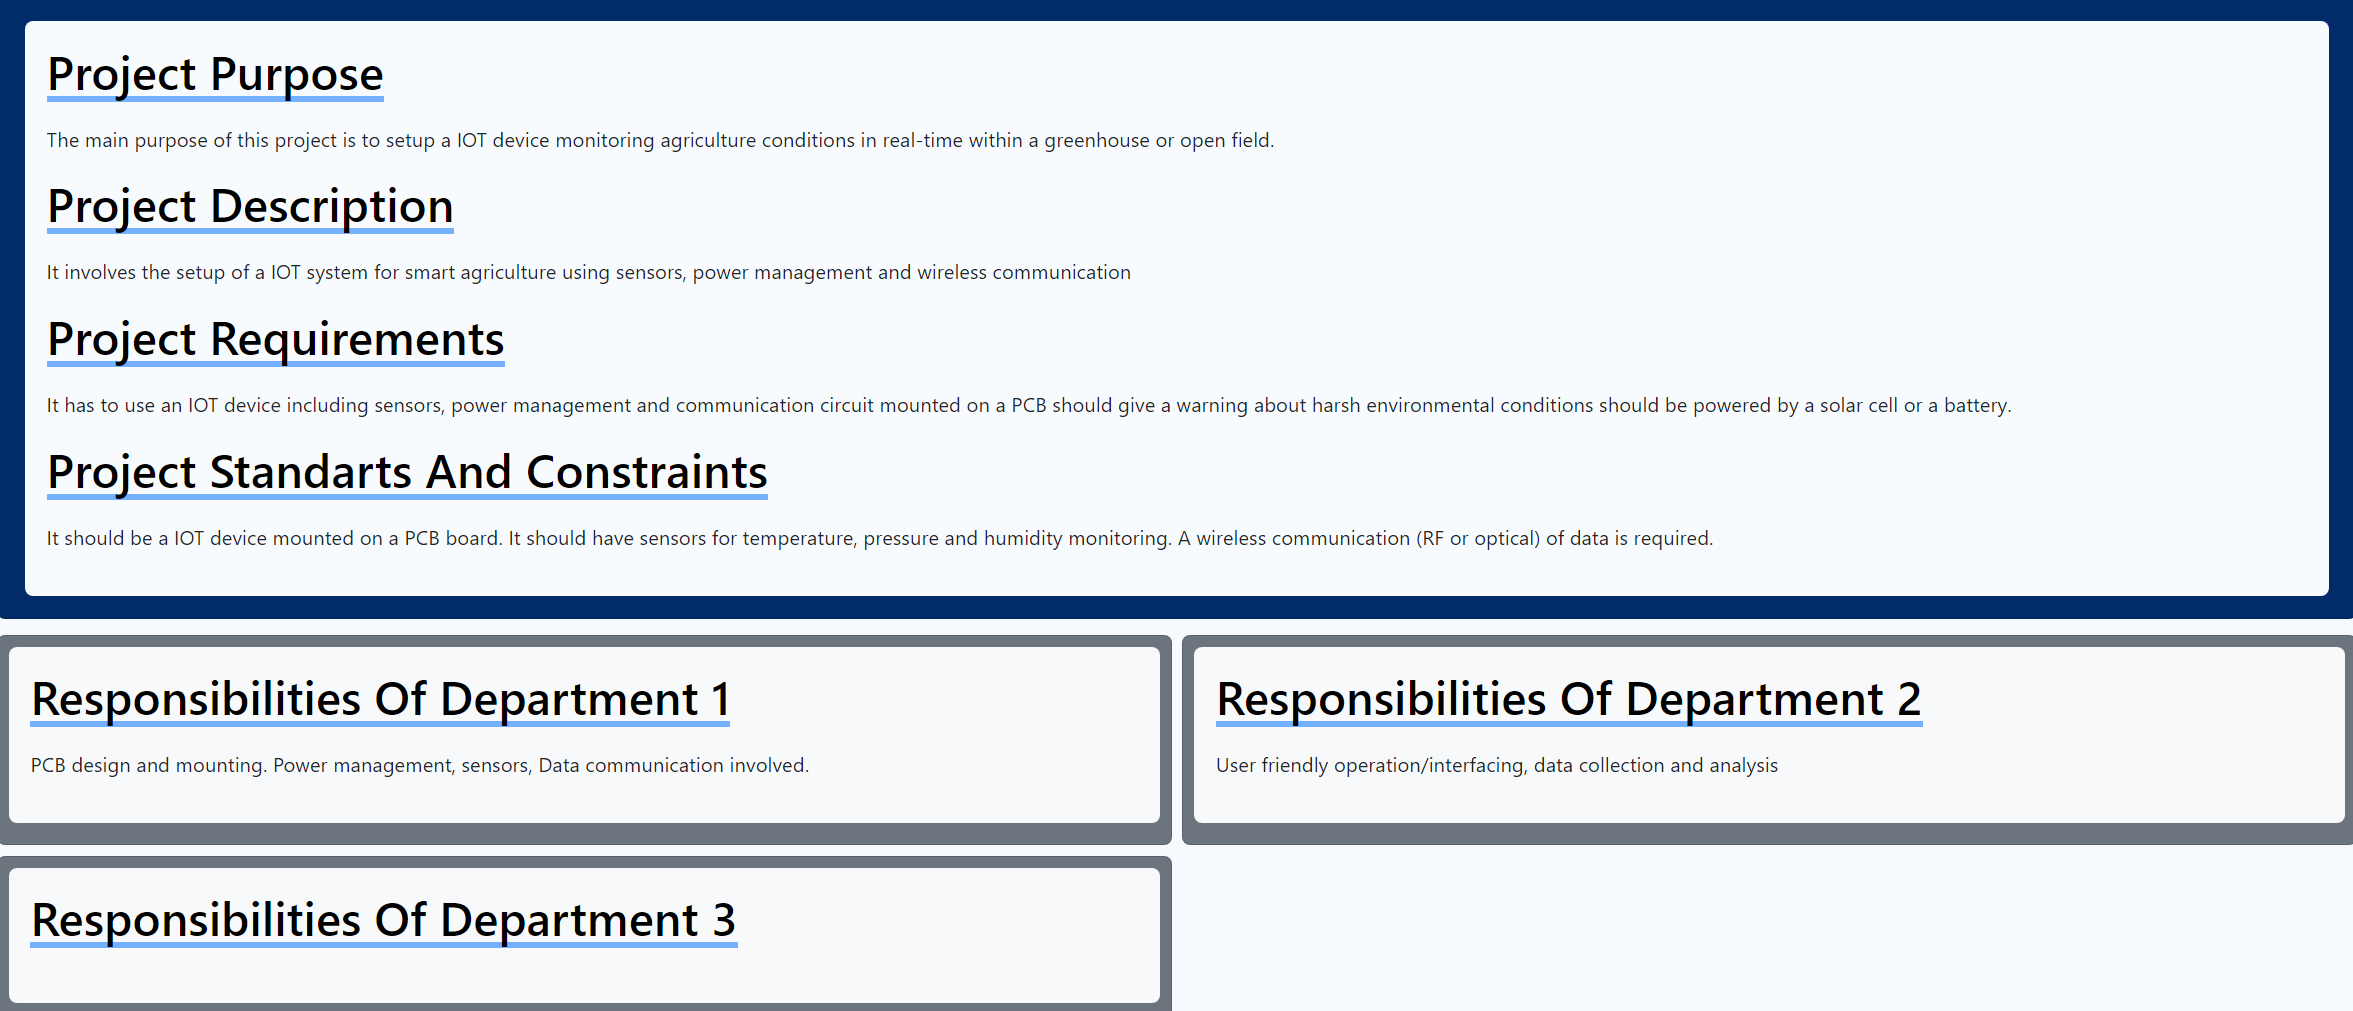 Project Purpose
The main purpose of this project is to setup a IOT device monitoring agriculture conditions in real-time within a greenhouse or open field.
Project Description
It involves the setup of a IOT system for smart agriculture using sensors, power management and wireless communication
Project Requirements
It has to use an IOT device including sensors, power management and communication circuit mounted on a PCB should give a warning about harsh environmental conditions should be powered by a solar cell or a battery.
Project Standarts And Constraints
It should be a IOT device mounted on a PCB board. It should have sensors for temperature, pressure and humidity monitoring. A wireless communication (RF or optical) of data is required.
Responsibilities Of Department 1
PCB design and mounting. Power management, sensors, Data communication involved.
Responsibilities Of Department 2
User friendly operation/interfacing, data collection and analysis
Responsibilities Of Department 3